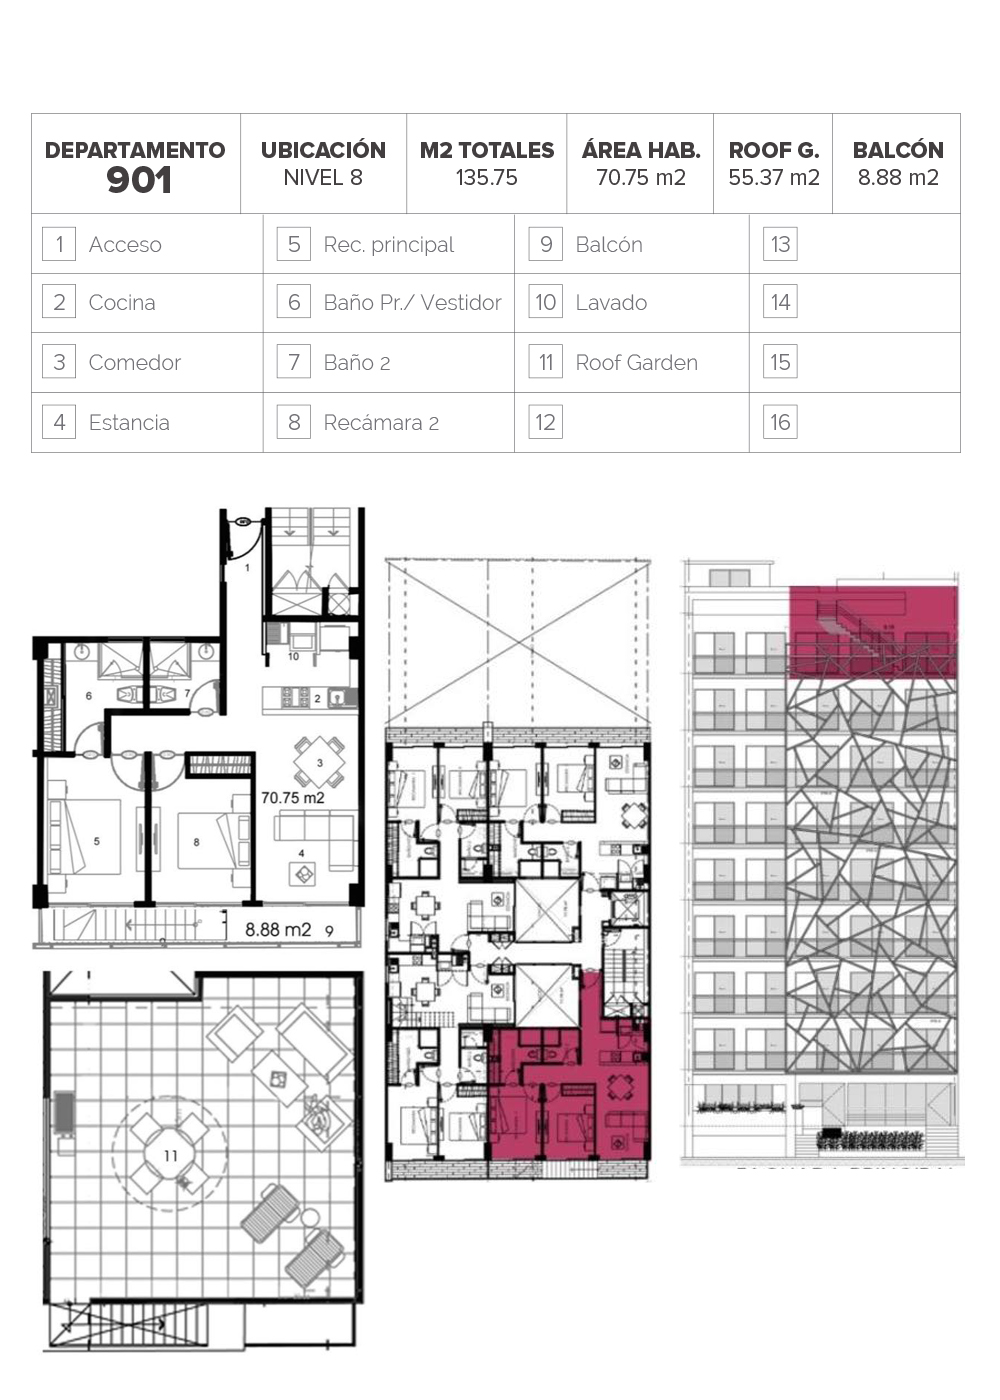 DEPARTAMENTO
901
UBICACIÓN
NIVEL 8
M2 TOTALES
135.75
ÁREA HAB.
70.75 m2
ROOF G.
55.37 m2
BALCÓN
8.88 m2
1 Acceso
5 Rec. principal
9 Balcón
13
2 Cocina
6 Baño Pr./ Vestidor
10 Lavado
14
3 Comedor
7 Baño 2
11 Roof Garden
15
4 Estancia
8 Recámara 2
12
16
1
10
6
7
2
3
70.75 m2
5
8
4
8.88 m2 9
11